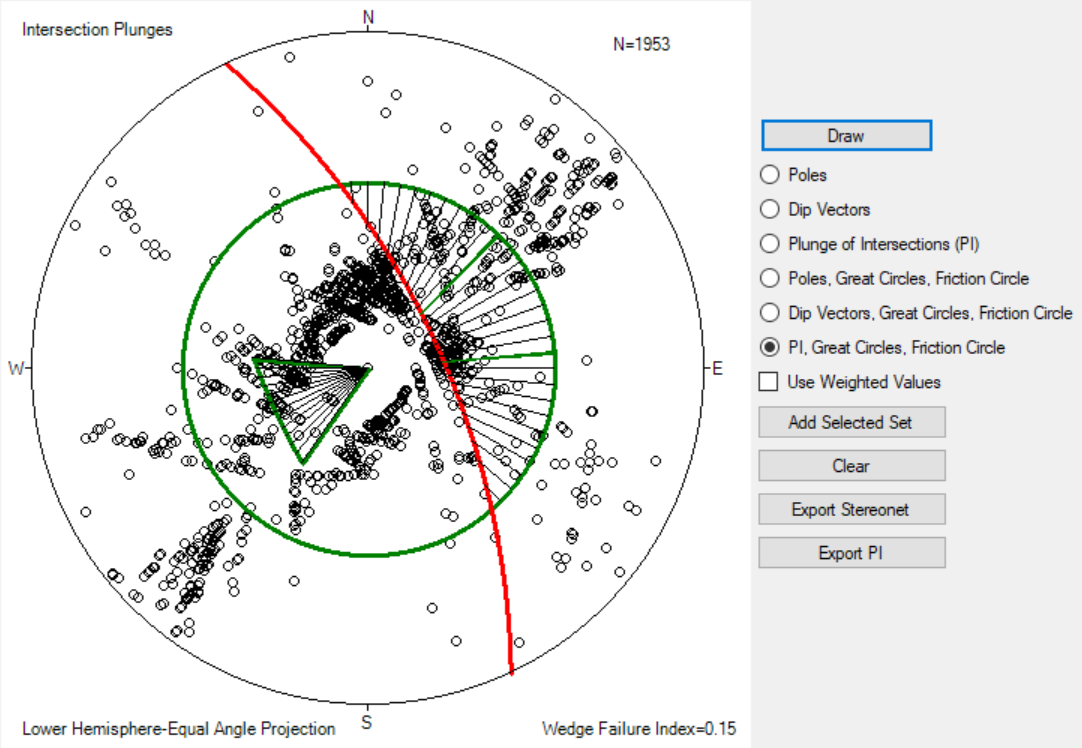 Intersection Plunges
N
N=1953
W
E
S
Lower Hemisphere-Equal Angle Projection
Wedge Failure Index=0.15
Draw
Poles
Dip Vectors
Plunge of Intersections (PI)
Poles, Great Circles, Friction Circle
Dip Vectors, Great Circles, Friction Circle
PI, Great Circles, Friction Circle
Use Weighted Values
Add Selected Set
Clear
Export Stereonet
Export PI